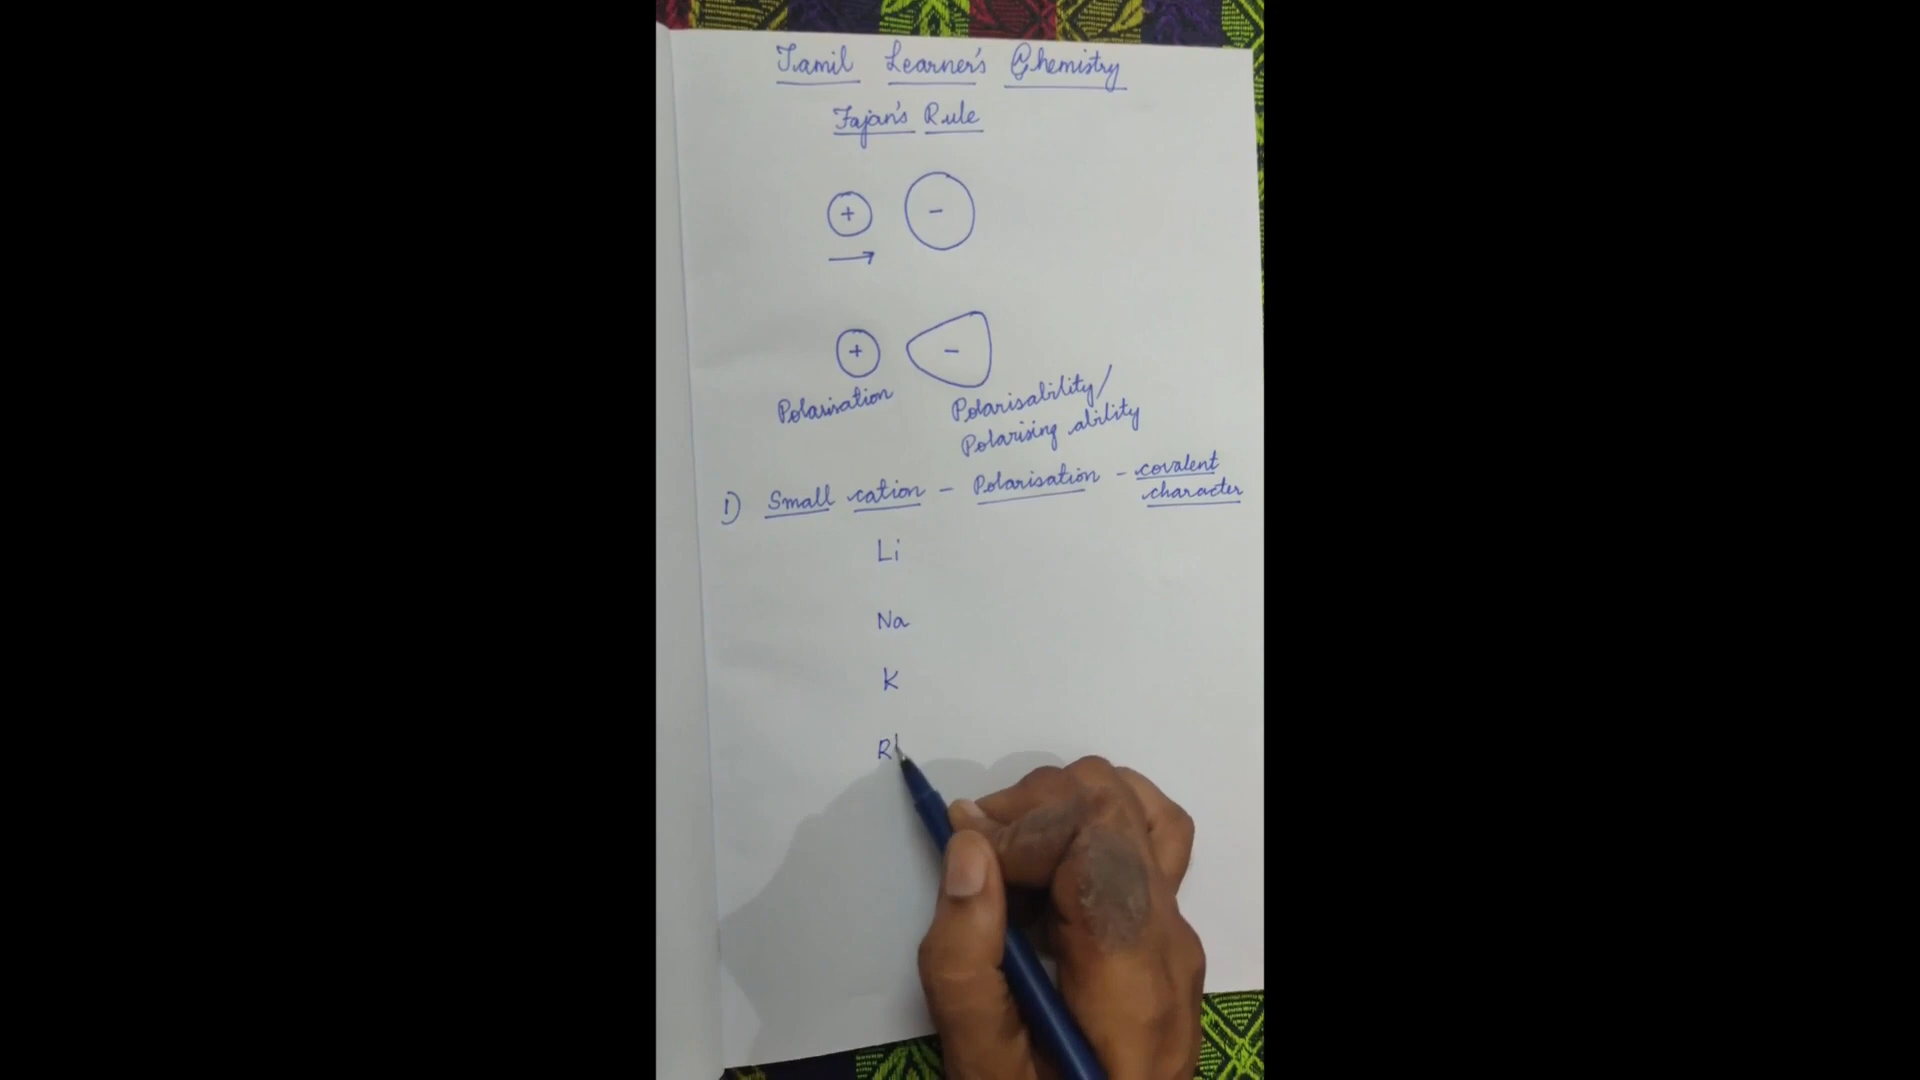 Tamil Learner's Chemistry
Fajan's Rule
+ -
→
+ -
Polarisation
Polarisability/
Polarising ability
1) Small cation - Polarisation - covalent
character
Li
Na
K
R